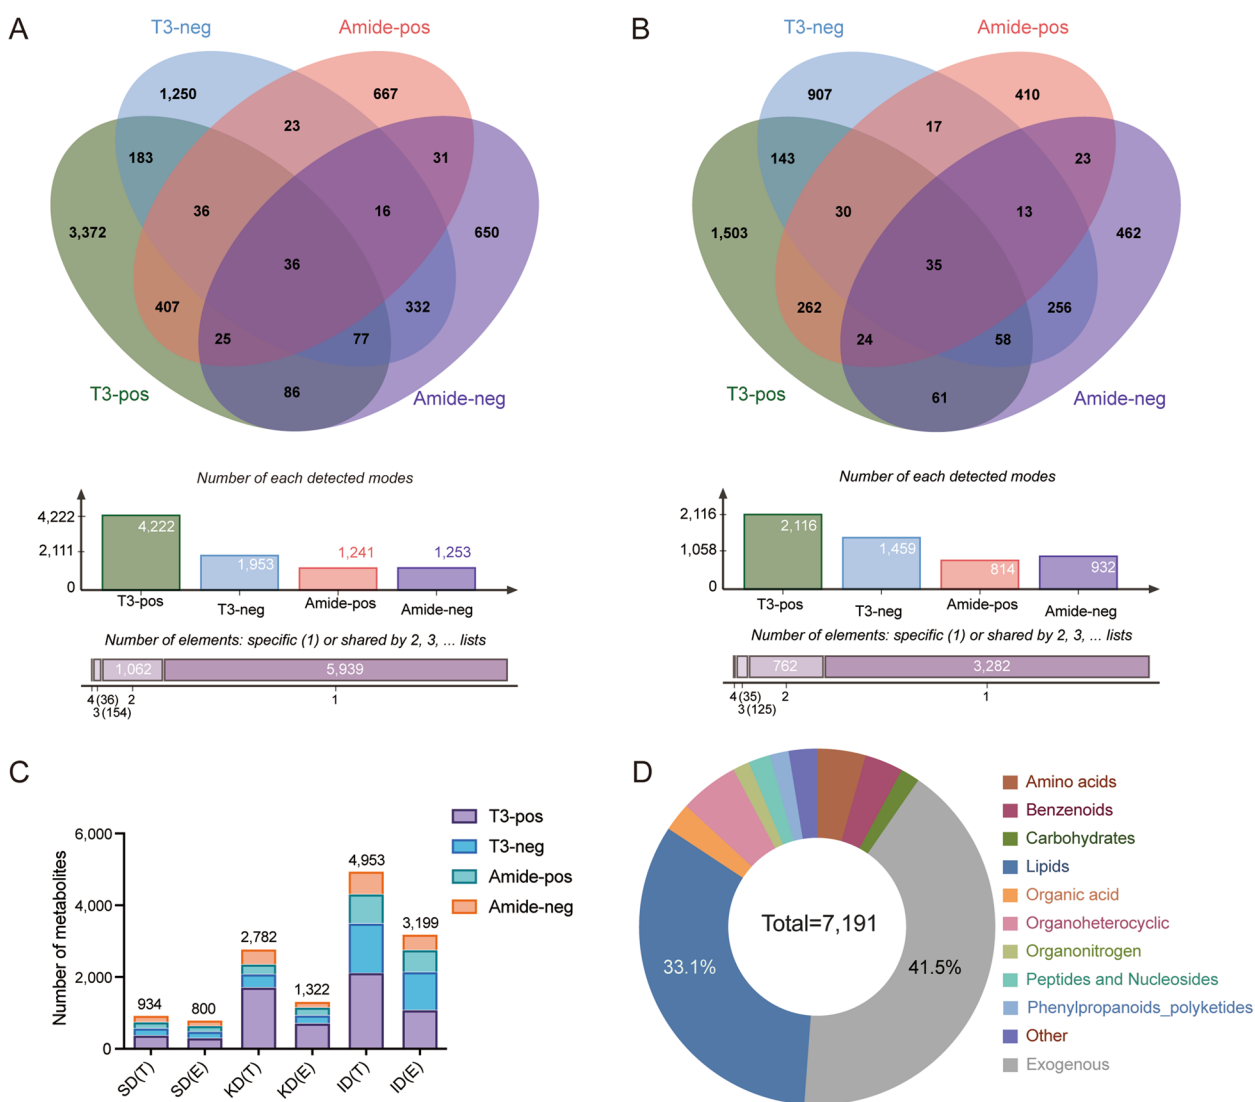 A
T3-neg
Amide-pos
1,250
667
23
183
31
36
16
3,372
650
36
407
332
25
77
86
T3-pos
Amide-neg
Number of each detected modes
4,222
2,111
0
4,222
1,953
1,241
1,253
T3-pos
T3-neg
Amide-pos
Amide-neg
Number of elements: specific (1) or shared by 2, 3, ... lists
1,062
5,939
4 (36) 2 1
3 (154)
B
T3-neg
Amide-pos
907
410
17
143
23
30
13
1,503
462
35
262
256
24
58
61
T3-pos
Amide-neg
Number of each detected modes
2,116
1,058
0
2,116
1,459
814
932
T3-pos
T3-neg
Amide-pos
Amide-neg
Number of elements: specific (1) or shared by 2, 3, ... lists
762
3,282
4 (35) 2 1
3 (125)
C
Number of metabolites
6,000
4,000
2,000
0
934
800
2,782
1,322
4,953
3,199
SD(T)
SD(E)
KD(T)
KD(E)
ID(T)
ID(E)
T3-pos
T3-neg
Amide-pos
Amide-neg
D
Total=7,191
33.1%
41.5%
Amino acids
Benzenoids
Carbohydrates
Lipids
Organic acid
Organoheterocyclic
Organonitrogen
Peptides and Nucleosides
Phenylpropanoids_polyketides
Other
Exogenous